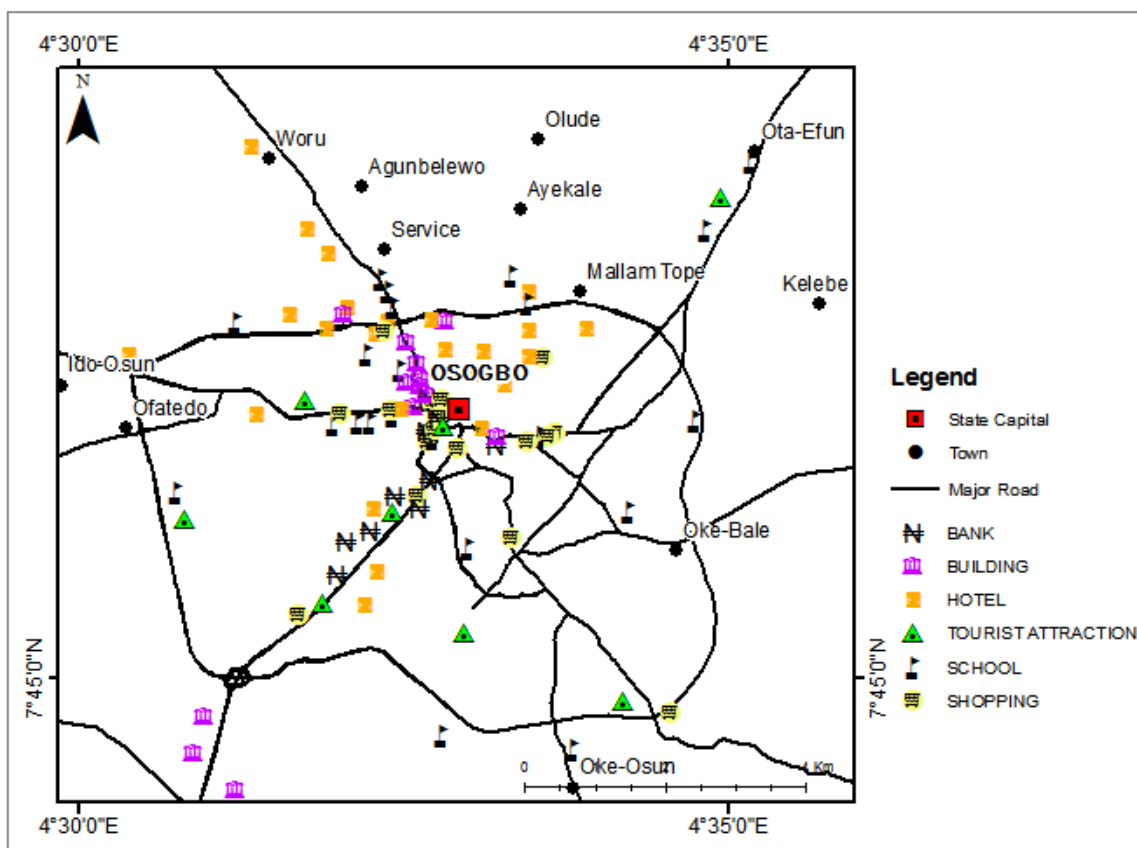 4°30'0"E
4°35'0"E
N
Olude
Woru
Ota-Efun
Agunbelewo
Ayekale
Service
Mallam Tope
Kelebe
Ido-Osun
OSOGBO
Ofatedo
Oke-Bale
7°45'0"N
7°45'0"N
Oke-Osun
0
Km
4°30'0"E
4°35'0"E
Legend
State Capital
Town
Major Road
BANK
BUILDING
HOTEL
TOURIST ATTRACTION
SCHOOL
SHOPPING